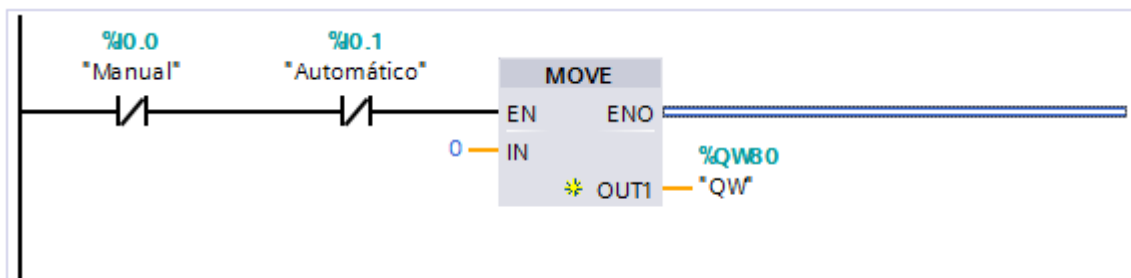 %I0.0
"Manual"
%I0.1
"Automático"
MOVE
EN
ENO
0
IN
OUT1
%QW80
"QW"